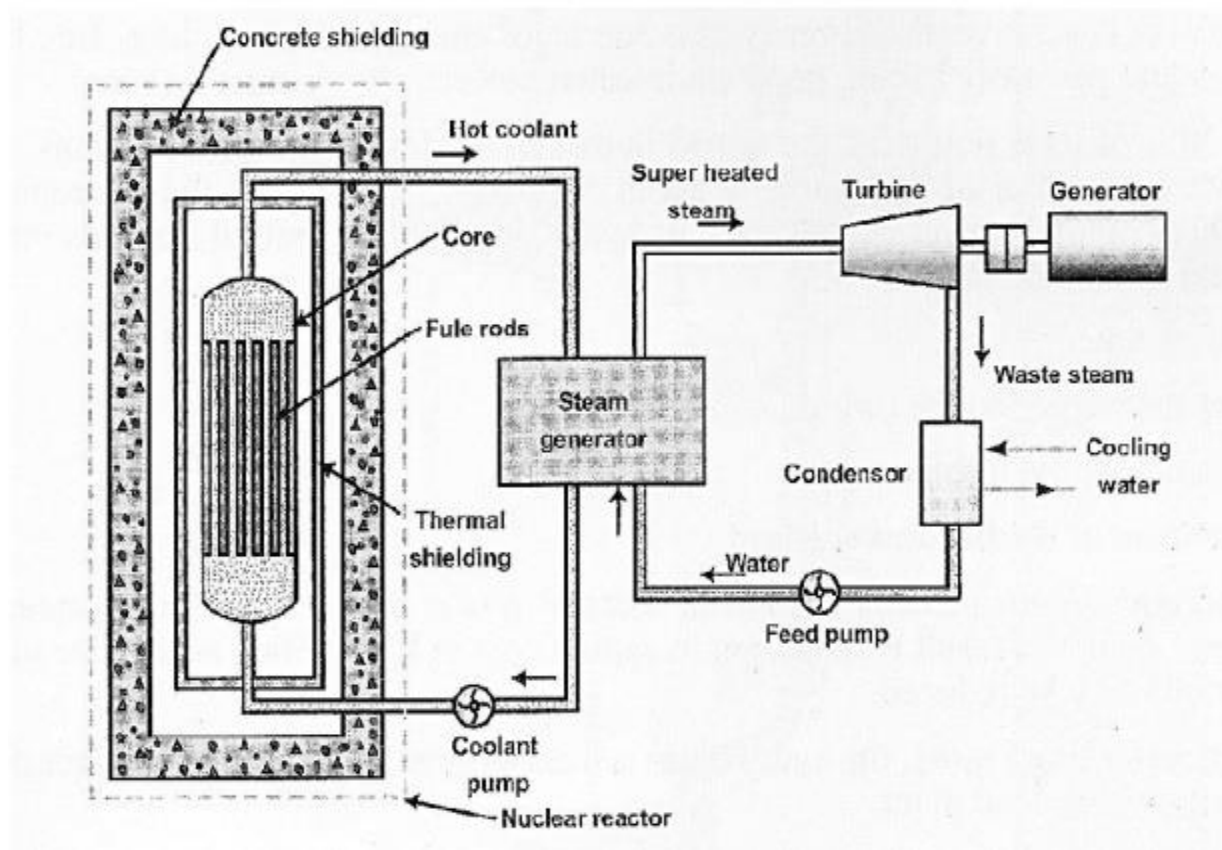 Concrete shielding
Hot coolant
Super heated
steam
Turbine
Generator
Core
Fule rods
Waste steam
Steam
generator
Condensor
Cooling
water
Thermal
shielding
Water
Feed pump
Coolant
pump
Nuclear reactor